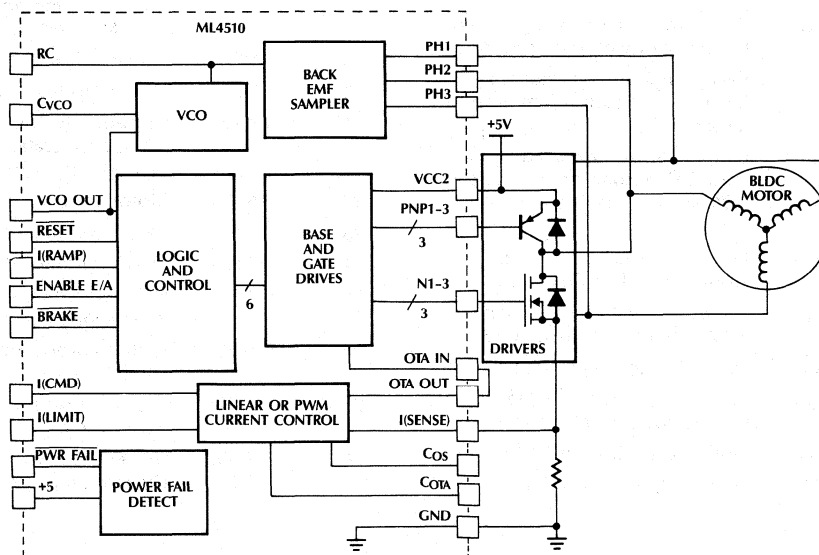 ML4510
RC
CVCO
VCO
BACK
EMF
SAMPLER
PH1
PH2
PH3
+5V
VCO OUT
RESET
I(RAMP)
ENABLE E/A
BRAKE
LOGIC
AND
CONTROL
6
BASE
AND
GATE
DRIVES
VCC2
PNP1–3
3
N1–3
3
OTA IN
OTA OUT
DRIVERS
BLDC
MOTOR
I(CMD)
I(LIMIT)
LINEAR OR PWM
CURRENT CONTROL
I(SENSE)
PWR FAIL
+5
POWER FAIL
DETECT
COS
COTA
GND